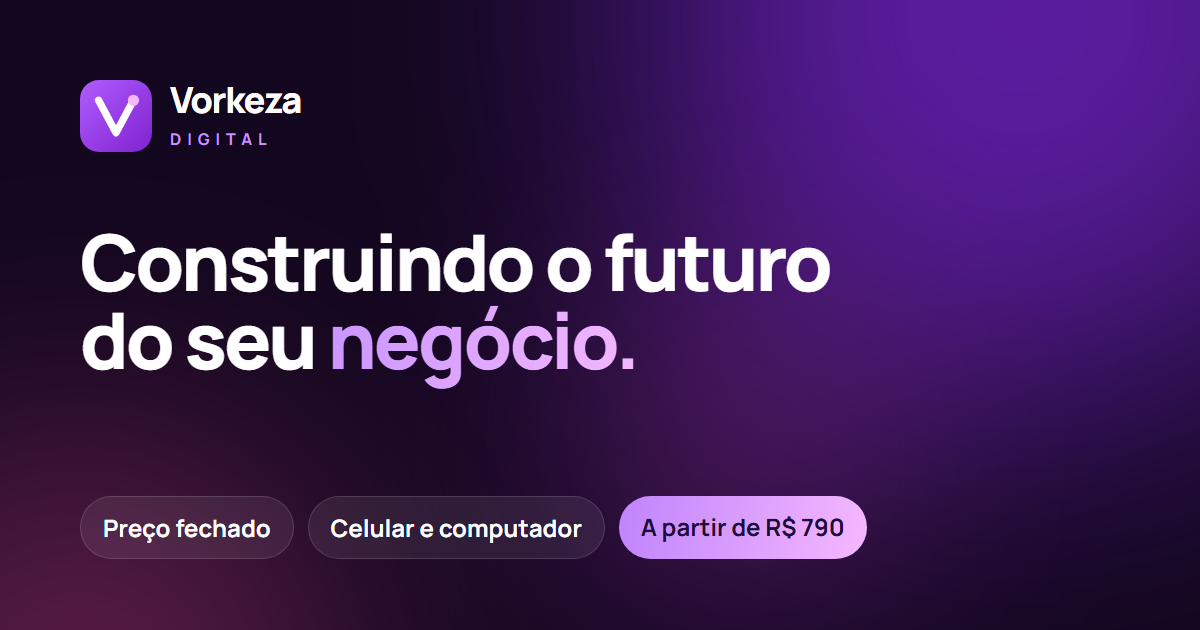 Vorkeza
DIGITAL
Construindo o futuro
do seu negócio.
Preço fechado
Celular e computador
A partir de R$ 790